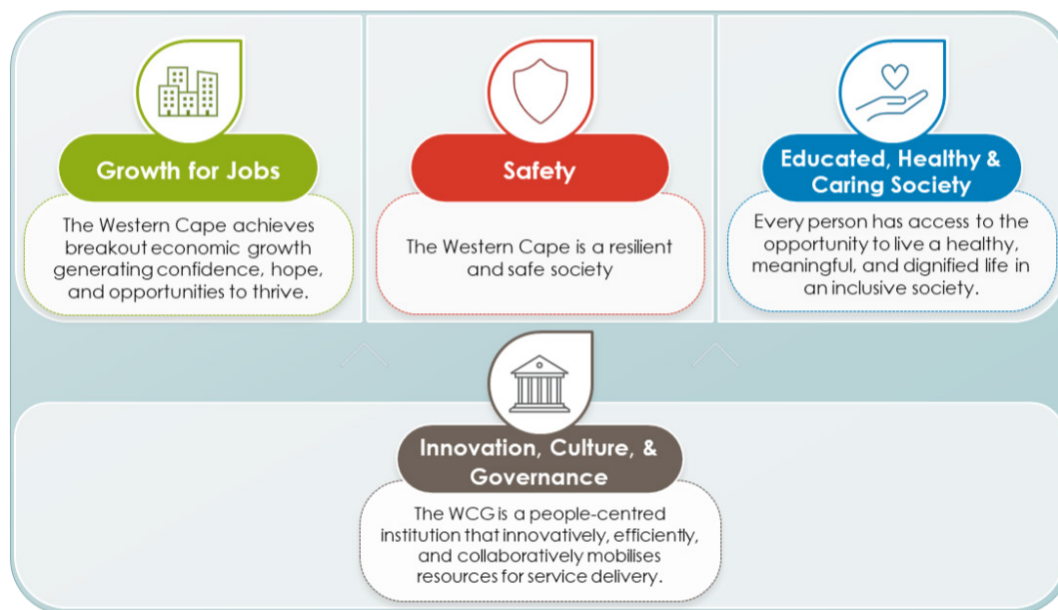 Growth for Jobs
The Western Cape achieves
breakout economic growth
generating confidence, hope,
and opportunities to thrive.
Safety
The Western Cape is a resilient
and safe society
Educated, Healthy &
Caring Society
Every person has access to the
opportunity to live a healthy,
meaningful, and dignified life in
an inclusive society.
Innovation, Culture, &
Governance
The WCG is a people-centred
institution that innovatively, efficiently,
and collaboratively mobilises
resources for service delivery.